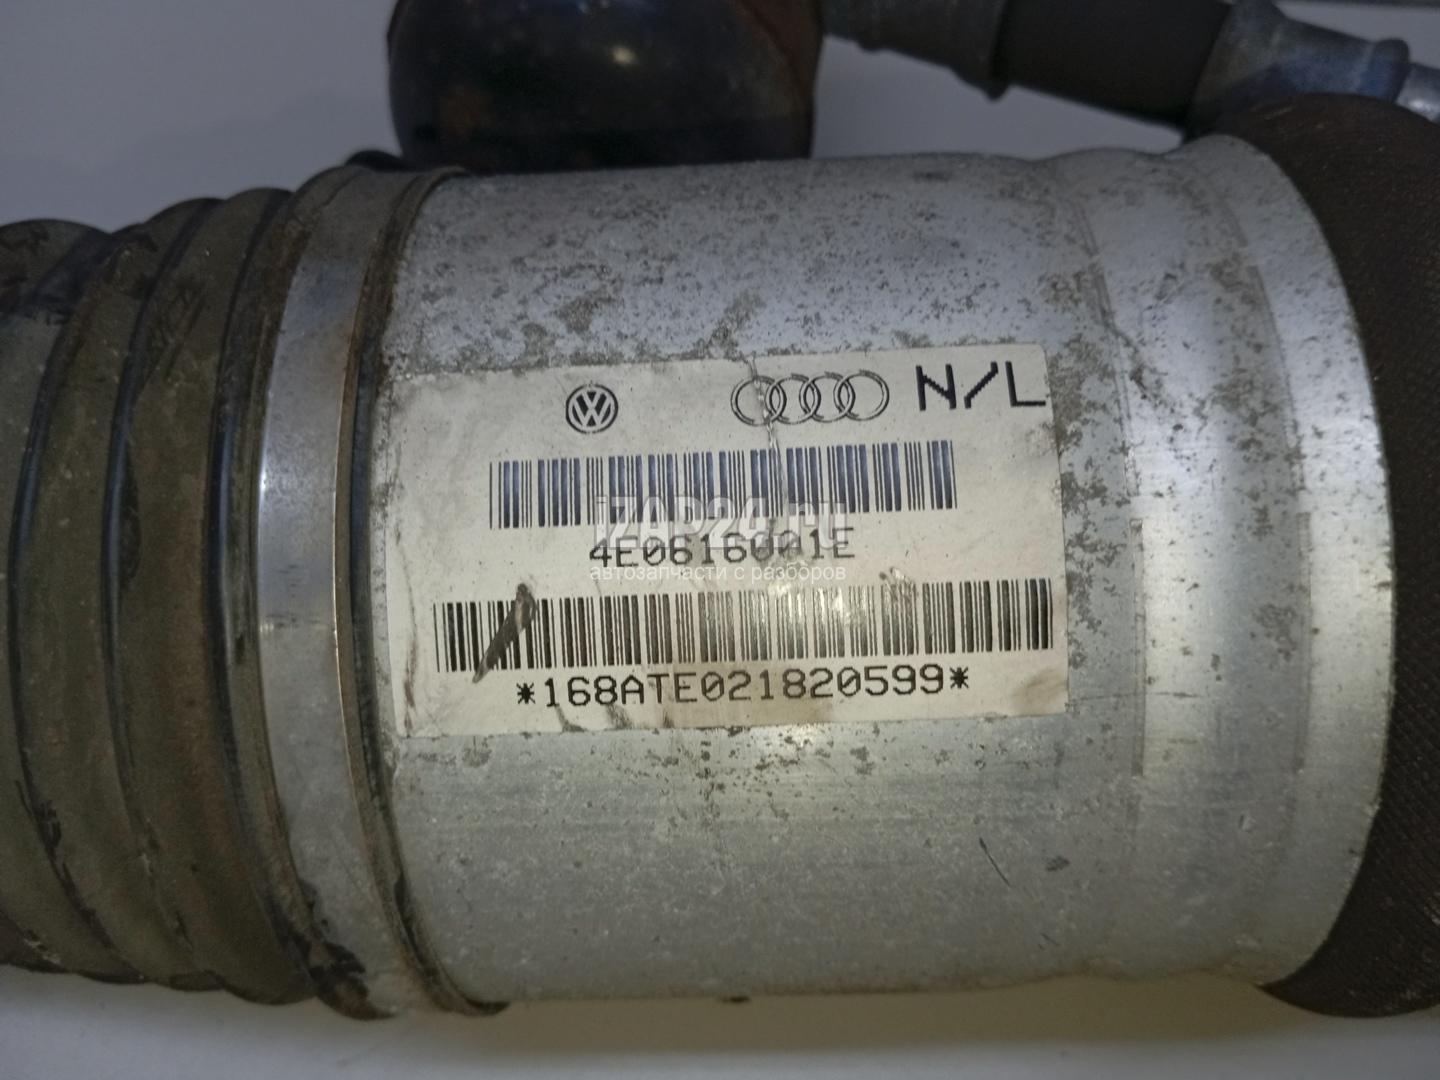 N/L
iZAP24.ru
4E0616001E
автозапчасти с разборов
*168ATE021820599*